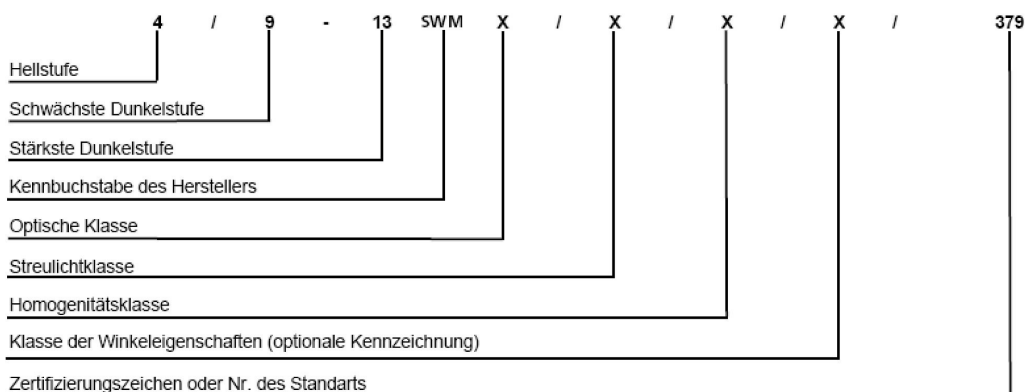 4 / 9 - 13 SWM X / X / X / X / 379
Hellstufe
Schwächste Dunkelstufe
Stärkste Dunkelstufe
Kennbuchstabe des Herstellers
Optische Klasse
Streulichtklasse
Homogenitätsklasse
Klasse der Winkeleigenschaften (optionale Kennzeichnung)
Zertifizierungszeichen oder Nr. des Standarts